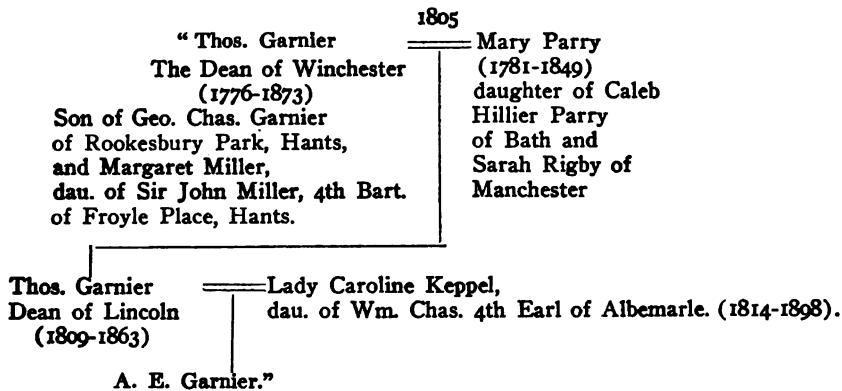 1805
“ Thos. Garnier
The Dean of Winchester
(1776-1873)
Son of Geo. Chas. Garnier
of Rookesbury Park, Hants,
and Margaret Miller,
dau. of Sir John Miller, 4th Bart.
of Froyle Place, Hants.
Mary Parry
(1781-1849)
daughter of Caleb
Hillier Parry
of Bath and
Sarah Rigby of
Manchester
Thos. Garnier
Dean of Lincoln
(1809-1863)
Lady Caroline Keppel,
dau. of Wm. Chas. 4th Earl of Albemarle. (1814-1898).
A. E. Garnier.”